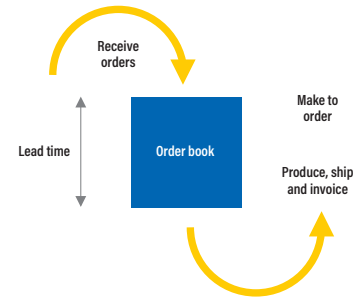 Receive
orders
Lead time
Order book
Make to
order
Produce, ship
and invoice